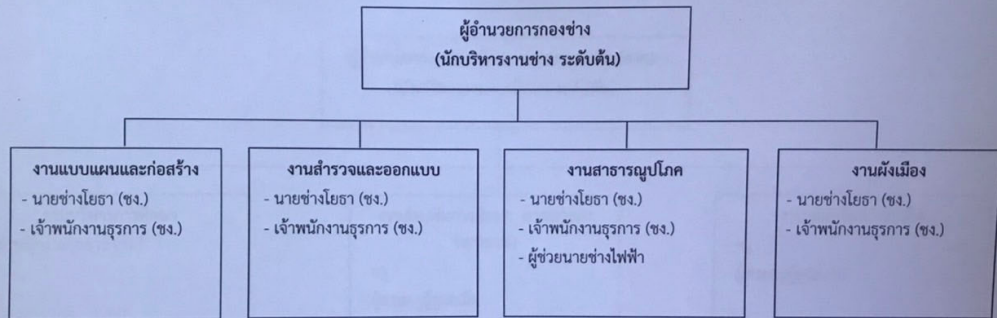 ผู้อำนวยการกองช่าง
(นักบริหารงานช่าง ระดับต้น)
งานแบบแผนและก่อสร้าง
- นายช่างโยธา (ชง.)
- เจ้าพนักงานธุรการ (ชง.)
งานสำรวจและออกแบบ
- นายช่างโยธา (ชง.)
- เจ้าพนักงานธุรการ (ชง.)
งานสาธารณูปโภค
- นายช่างโยธา (ชง.)
- เจ้าพนักงานธุรการ (ชง.)
- ผู้ช่วยนายช่างไฟฟ้า
งานผังเมือง
- นายช่างโยธา (ชง.)
- เจ้าพนักงานธุรการ (ชง.)